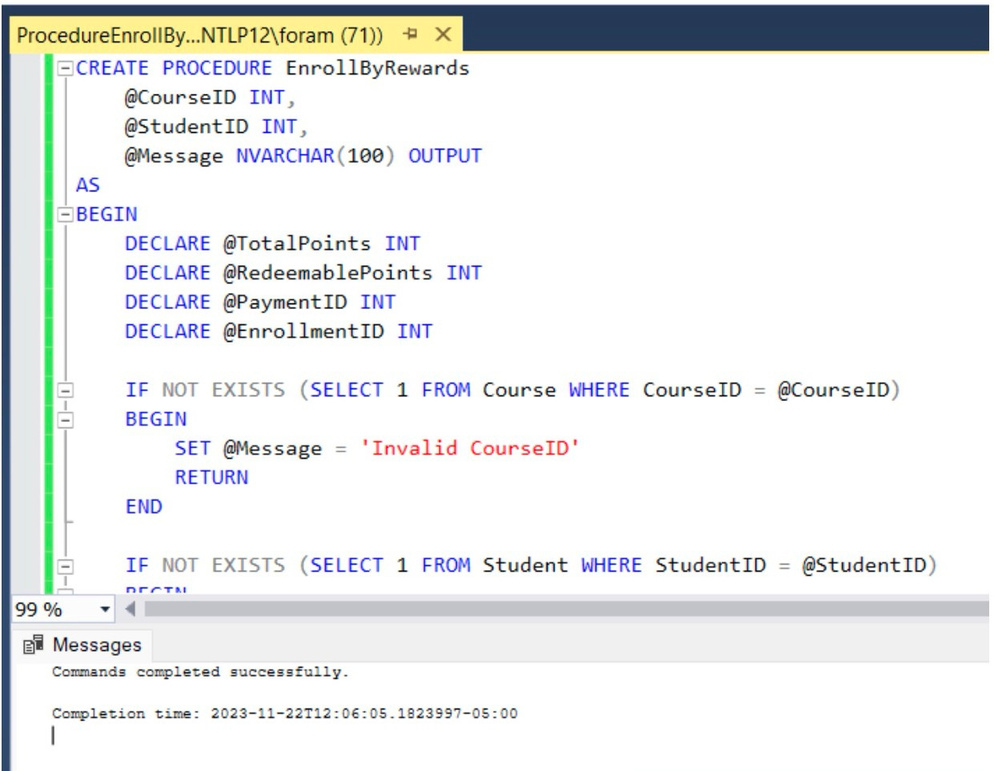 ProcedureEnrollBy...NTLP12\foram (71))
CREATE PROCEDURE EnrollByRewards
@CourseID INT,
@StudentID INT,
@Message NVARCHAR(100) OUTPUT
AS
BEGIN
DECLARE @TotalPoints INT
DECLARE @RedeemablePoints INT
DECLARE @PaymentID INT
DECLARE @EnrollmentID INT
IF NOT EXISTS (SELECT 1 FROM Course WHERE CourseID = @CourseID)
BEGIN
SET @Message = 'Invalid CourseID'
RETURN
END
IF NOT EXISTS (SELECT 1 FROM Student WHERE StudentID = @StudentID)
BEGIN
99 %
Messages
Commands completed successfully.
Completion time: 2023-11-22T12:06:05.1823997-05:00